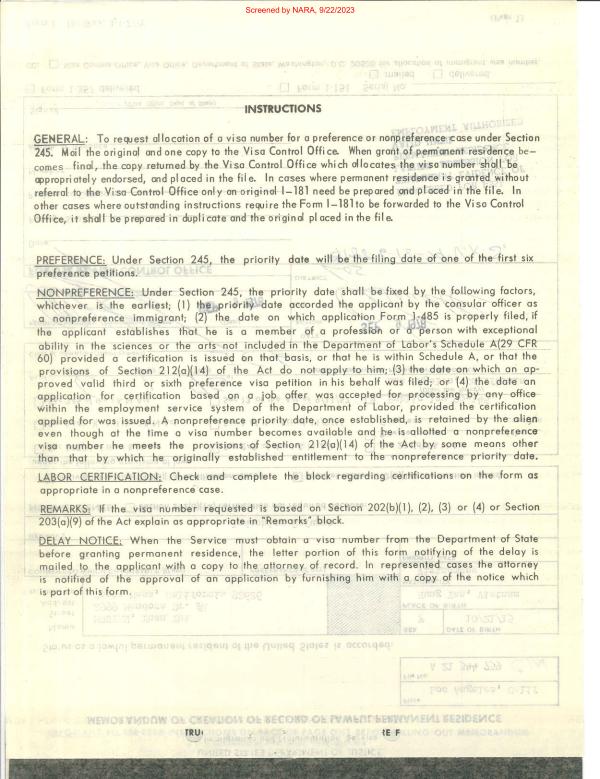 Screened by NARA, 9/22/2023
INSTRUCTIONS
GENERAL: To request allocation of a visa number for a preference or nonpreference case under Section
245. Mail the original and one copy to the Visa Control Office. When grant of permanent residence be-
comes final, the copy returned by the Visa Control Office which allocates the visa number shall be
appropriately endorsed, and placed in the file. In cases where permanent residence is granted without
referral to the Visa Control Office only an original I-181 need be prepared and placed in the file. In
other cases where outstanding instructions require the Form I-181 to be forwarded to the Visa Control
Office, it shall be prepared in duplicate and the original placed in the file.
PREFERENCE: Under Section 245, the priority date will be the filing date of one of the first six
preference petitions.
NONPREFERENCE: Under Section 245, the priority date shall be fixed by the following factors,
whichever is the earliest; (1) the priority date accorded the applicant by the consular officer as
a nonpreference immigrant; (2) the date on which application Form I-485 is properly filed, if
the applicant establishes that he is a member of a profession or a person with exceptional
ability in the sciences or the arts not included in the Department of Labor's Schedule A(29 CFR
60) provided a certification is issued on that basis, or that he is within Schedule A, or that the
provisions of Section 212(a)(14) of the Act do not apply to him; (3) the date on which an ap-
proved valid third or sixth preference visa petition in his behalf was filed; or (4) the date an
application for certification based on a job offer was accepted for processing by any office
within the employment service system of the Department of Labor, provided the certification
applied for was issued. A nonpreference priority date, once established, is retained by the alien
even though at the time a visa number becomes available and he is allotted a nonpreference
visa number he meets the provisions of Section 212(a)(14) of the Act by some means other
than that by which he originally established entitlement to the nonpreference priority date.
LABOR CERTIFICATION: Check and complete the block regarding certifications on the form as
appropriate in a nonpreference case.
REMARKS: If the visa number requested is based on Section 202(b)(1), (2), (3) or (4) or Section
203(a)(9) of the Act explain as appropriate in "Remarks" block.
DELAY NOTICE: When the Service must obtain a visa number from the Department of State
before granting permanent residence, the letter portion of this form notifying of the delay is
mailed to the applicant with a copy to the attorney of record. In represented cases the attorney
is notified of the approval of an application by furnishing him with a copy of the notice which
is part of this form.